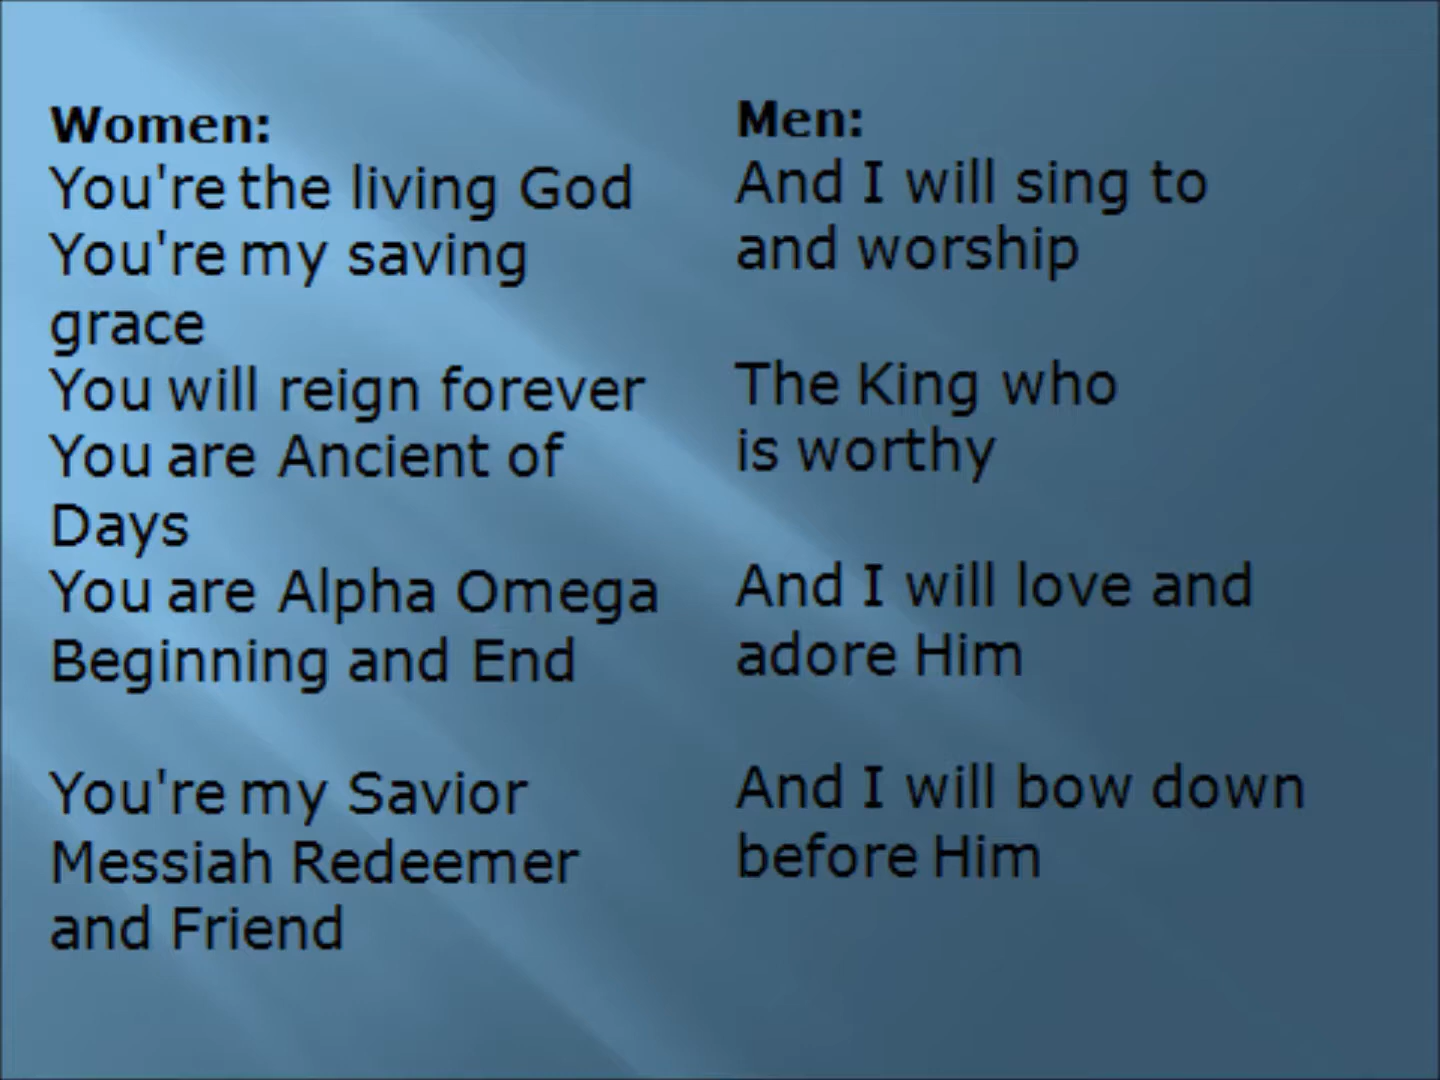 Women:
You're the living God
You're my saving
grace
You will reign forever
You are Ancient of
Days
You are Alpha Omega
Beginning and End
You're my Savior
Messiah Redeemer
and Friend
Men:
And I will sing to
and worship
The King who
is worthy
And I will love and
adore Him
And I will bow down
before Him